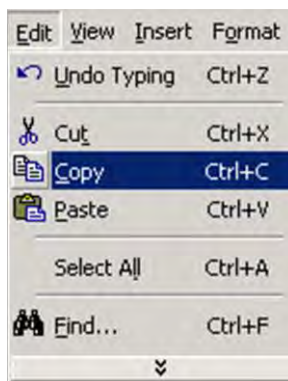 Edit View Insert Format
Undo Typing Ctrl+Z
Cut Ctrl+X
Copy Ctrl+C
Paste Ctrl+V
Select All Ctrl+A
Find... Ctrl+F